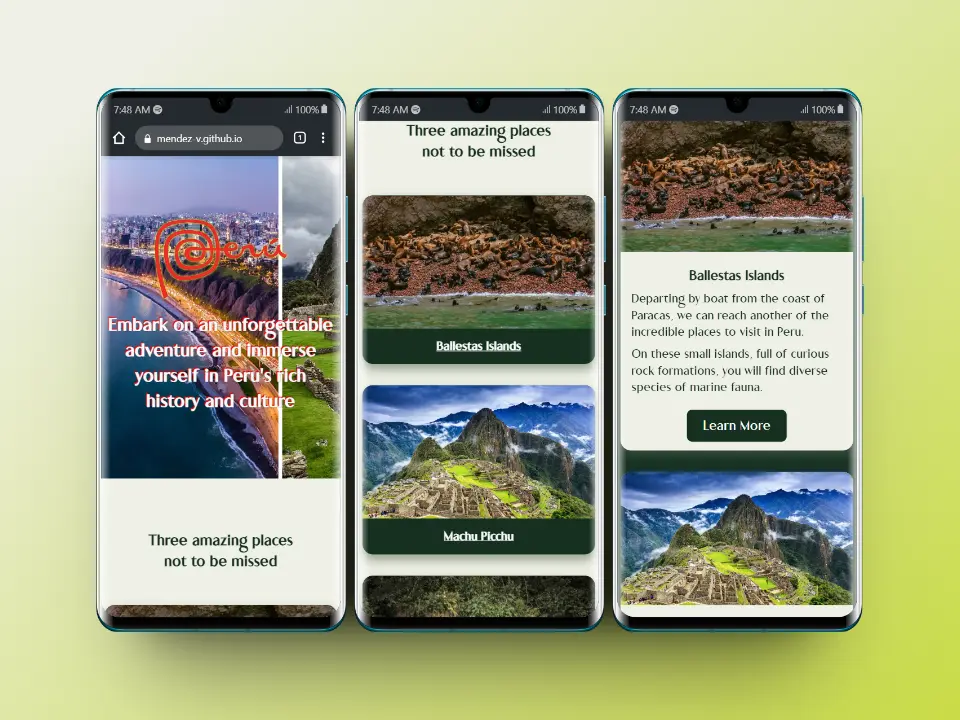 7:48 AM
100%
mendez-v.github.io
1
Perú
Embark on an unforgettable
adventure and immerse
yourself in Peru's rich
history and culture
Three amazing places
not to be missed
7:48 AM
100%
Three amazing places
not to be missed
Ballestas Islands
Machu Picchu
7:48 AM
100%
Ballestas Islands
Departing by boat from the coast of
Paracas, we can reach another of the
incredible places to visit in Peru.
On these small islands, full of curious
rock formations, you will find diverse
species of marine fauna.
Learn More